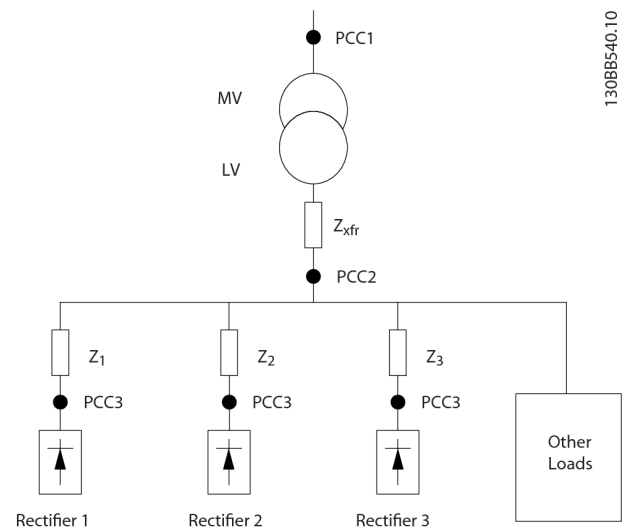 PCC1
130BB540.10
MV
LV
Zxfr
PCC2
Z1
Z2
Z3
PCC3
PCC3
PCC3
Other
Loads
Rectifier 1
Rectifier 2
Rectifier 3